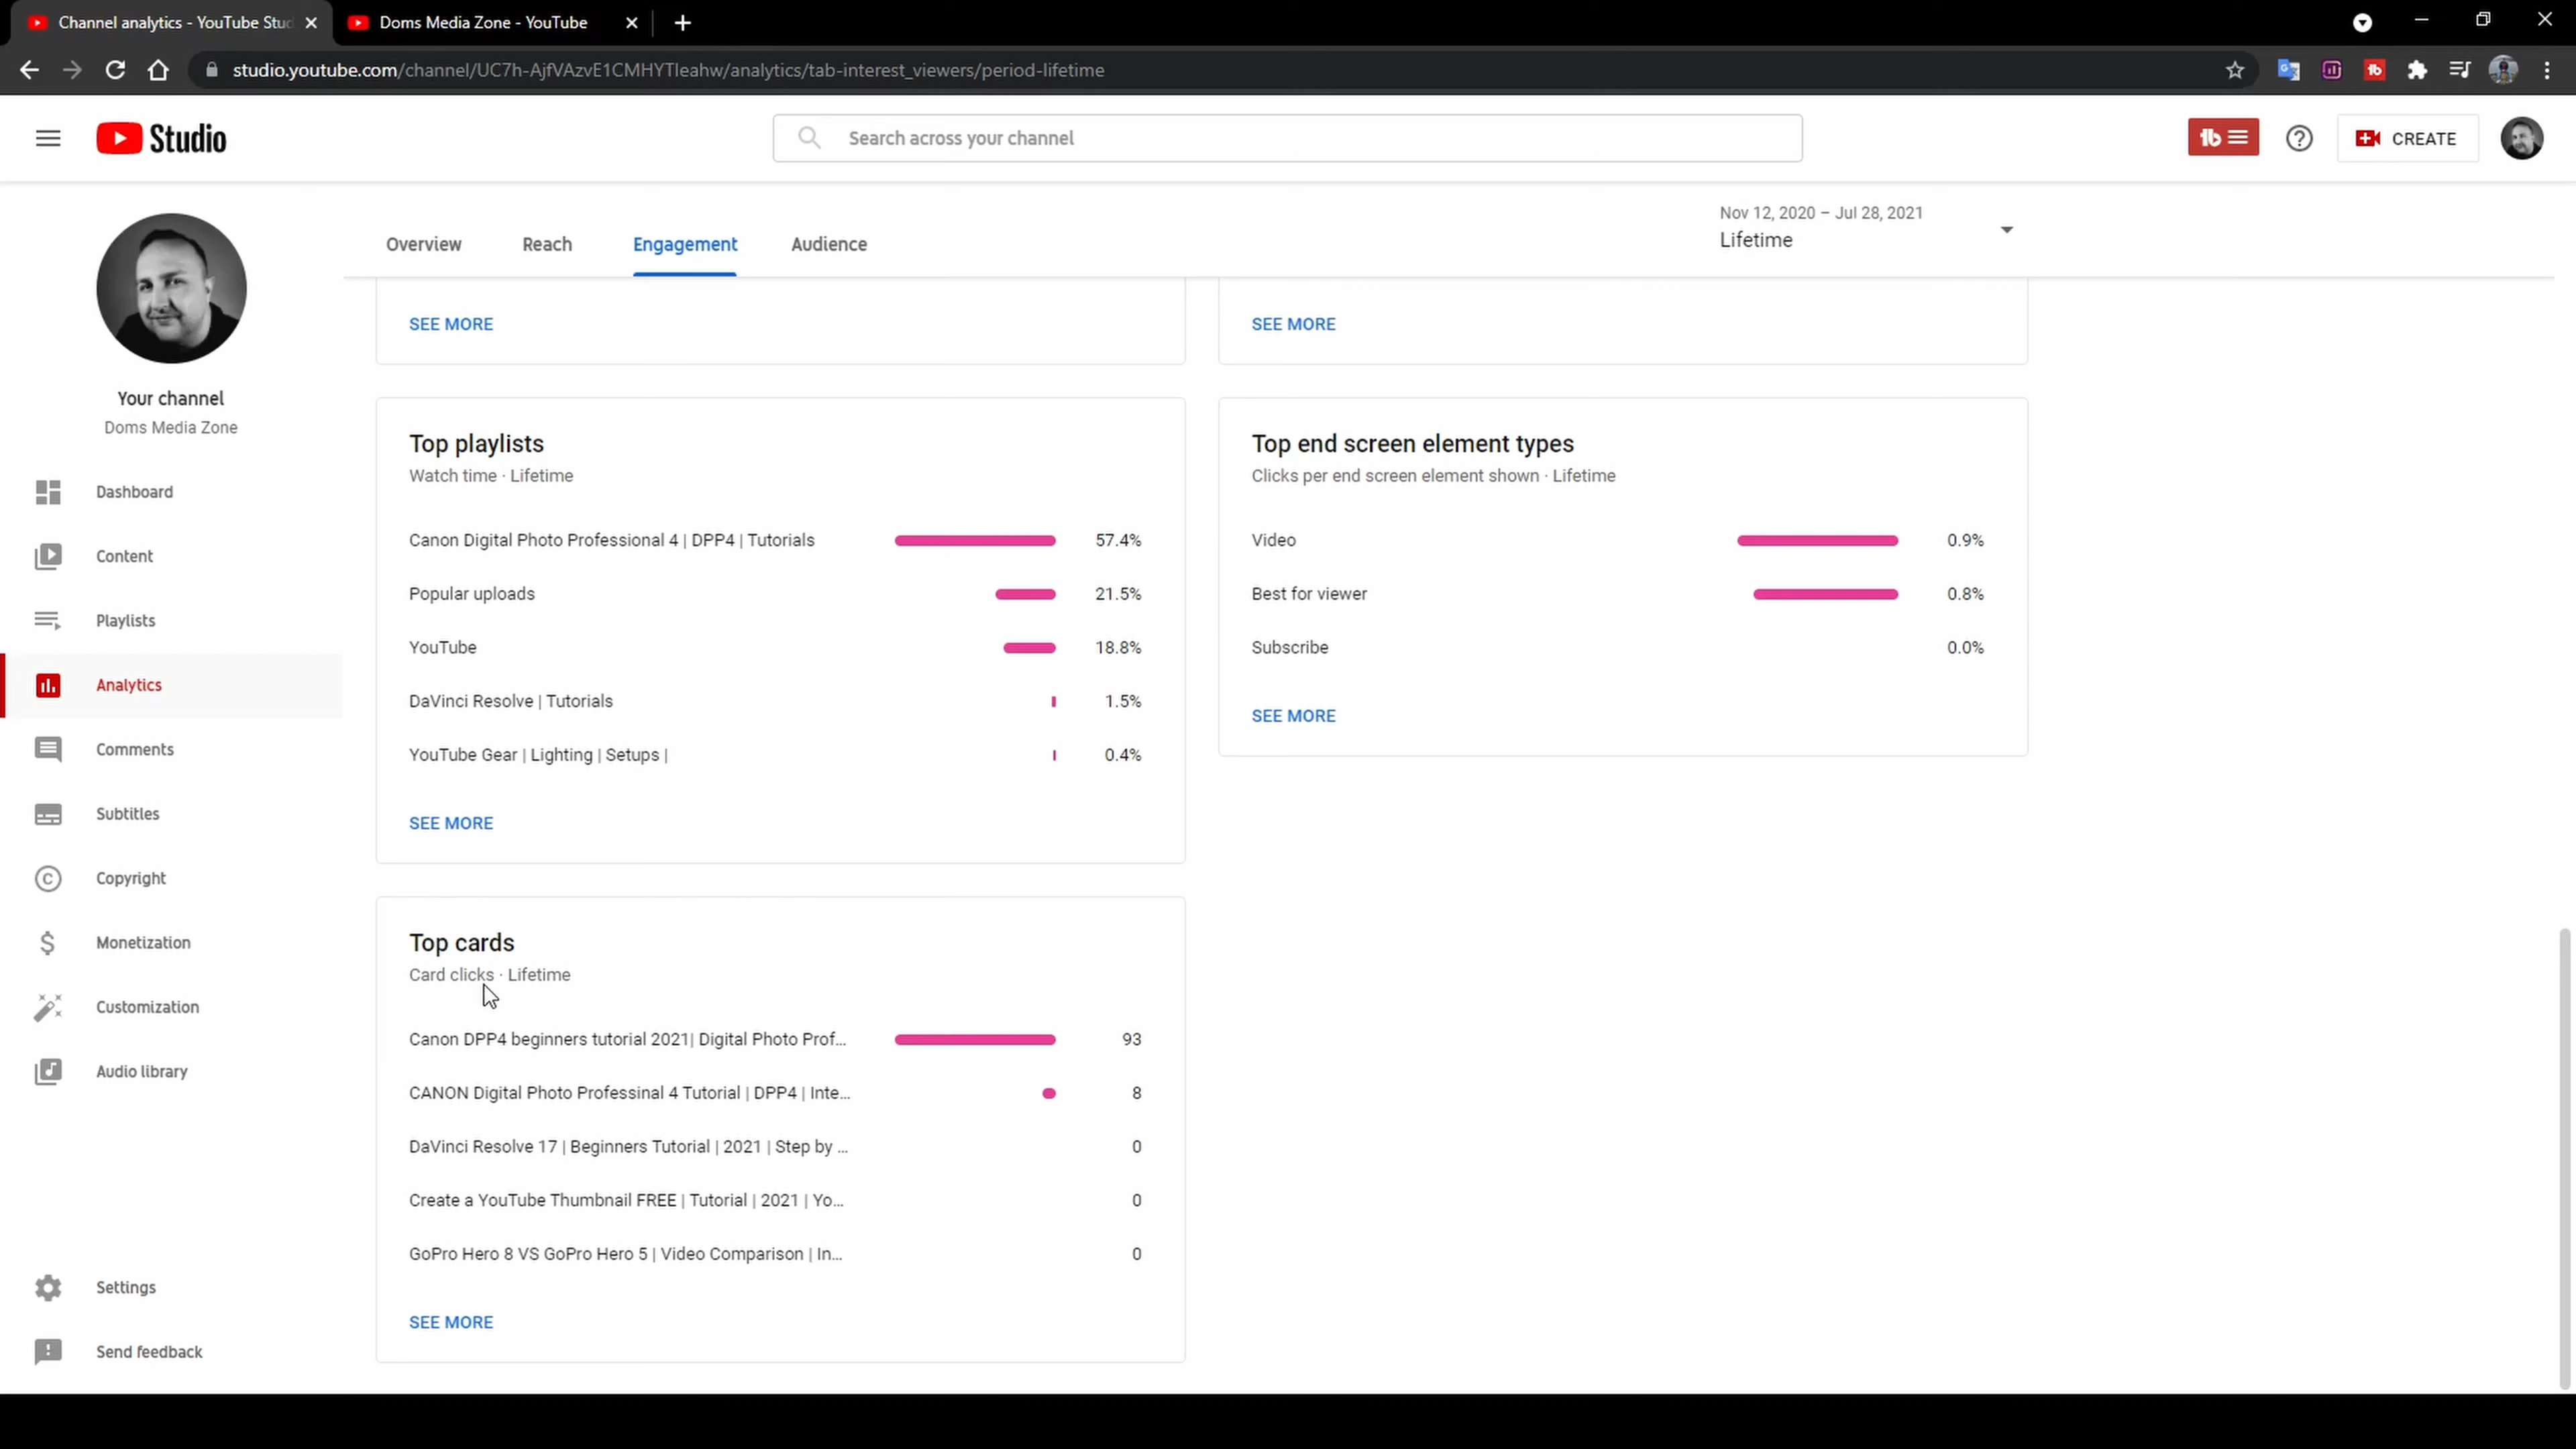 Channel analytics - YouTube Stud
Doms Media Zone - YouTube
studio.youtube.com/channel/UC7h-AjfVAzvE1CMHYTIeahw/analytics/tab-interest_viewers/period-lifetime
Studio
Search across your channel
CREATE
Your channel
Doms Media Zone
Dashboard
Content
Playlists
Analytics
Comments
Subtitles
Copyright
Monetization
Customization
Audio library
Settings
Send feedback
Overview
Reach
Engagement
Audience
Nov 12, 2020 – Jul 28, 2021
Lifetime
SEE MORE
SEE MORE
Top playlists
Watch time · Lifetime
Canon Digital Photo Professional 4 | DPP4 | Tutorials 57.4%
Popular uploads 21.5%
YouTube 18.8%
DaVinci Resolve | Tutorials 1.5%
YouTube Gear | Lighting | Setups | 0.4%
SEE MORE
Top end screen element types
Clicks per end screen element shown · Lifetime
Video 0.9%
Best for viewer 0.8%
Subscribe 0.0%
SEE MORE
Top cards
Card clicks · Lifetime
Canon DPP4 beginners tutorial 2021| Digital Photo Prof... 93
CANON Digital Photo Professinal 4 Tutorial | DPP4 | Inte... 8
DaVinci Resolve 17 | Beginners Tutorial | 2021 | Step by ... 0
Create a YouTube Thumbnail FREE | Tutorial | 2021 | Yo... 0
GoPro Hero 8 VS GoPro Hero 5 | Video Comparison | In... 0
SEE MORE